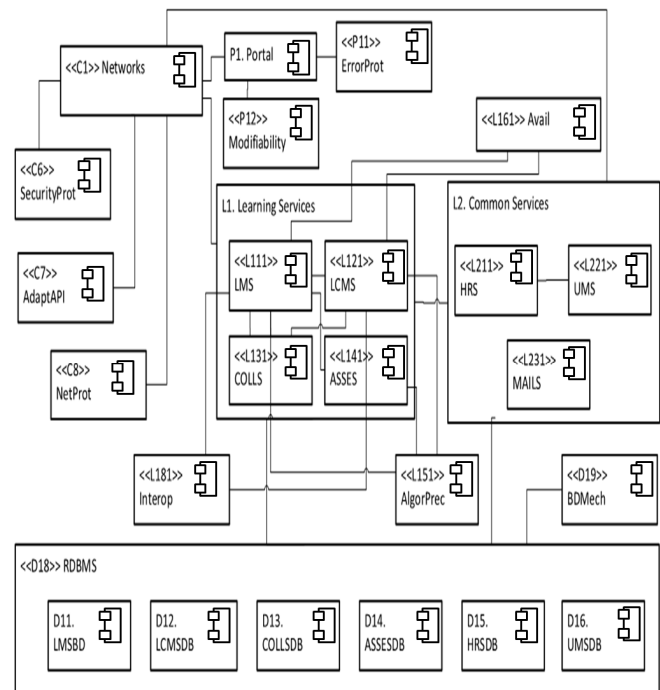 <<C1>> Networks
P1. Portal
<<P11>>
ErrorProt
<<P12>>
Modifiability
<<L161>> Avail
<<C6>>
SecurityProt
L1. Learning Services
L2. Common Services
<<L111>>
LMS
<<L121>>
LCMS
<<L211>>
HRS
<<L221>>
UMS
<<C7>>
AdaptAPI
<<L131>>
COLLS
<<L141>>
ASSES
<<L231>>
MAILS
<<C8>>
NetProt
<<L181>>
Interop
<<L151>>
AlgorPrec
<<D19>>
BDMech
<<D18>> RDBMS
D11.
LMSBD
D12.
LCMSDB
D13.
COLLSDB
D14.
ASSESDB
D15.
HRSDB
D16.
UMSDB